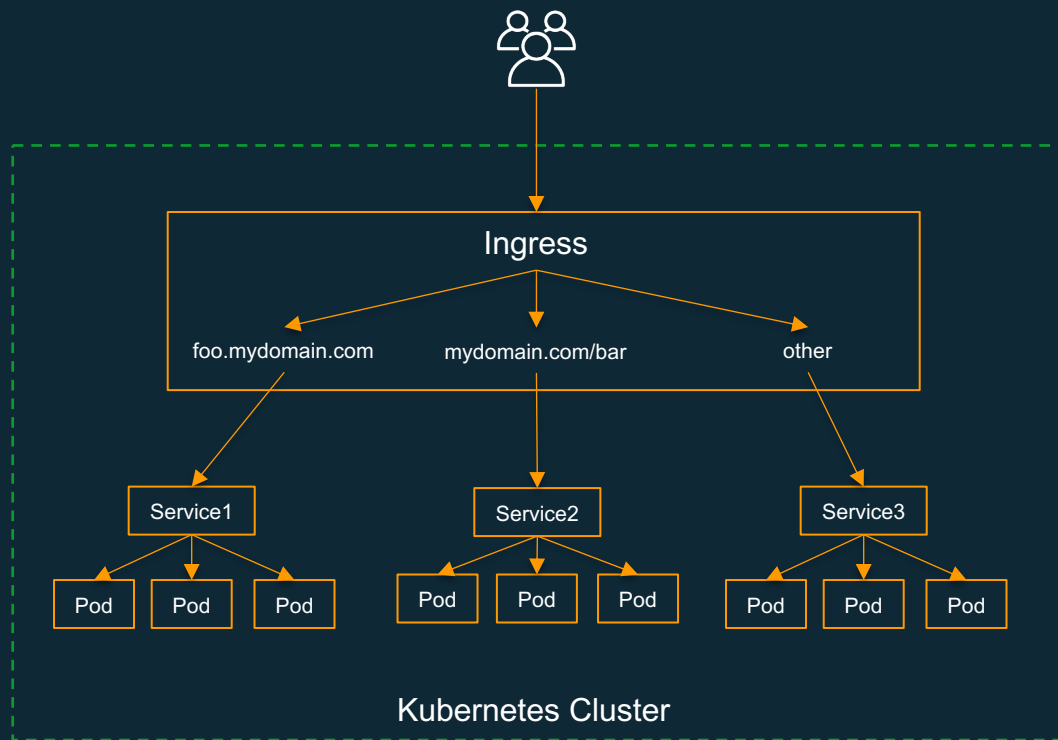 Ingress
foo.mydomain.com
mydomain.com/bar
other
Service1
Service2
Service3
Pod
Pod
Pod
Pod
Pod
Pod
Pod
Pod
Pod
Kubernetes Cluster